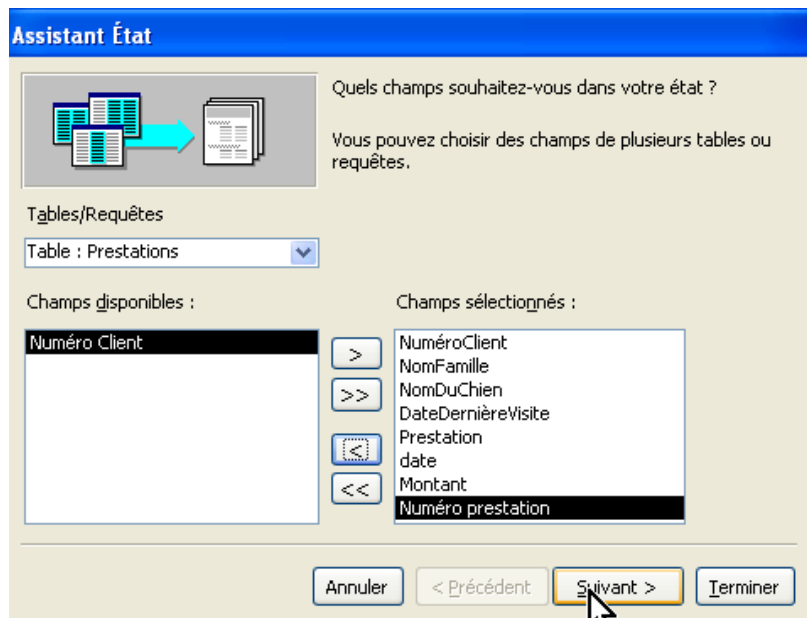 Assistant État
Quels champs souhaitez-vous dans votre état ?
Vous pouvez choisir des champs de plusieurs tables ou
requêtes.
Tables/Requêtes
Table : Prestations
Champs disponibles :
Numéro Client
>
>>
<
<<
Champs sélectionnés :
NuméroClient
NomFamille
NomDuChien
DateDernièreVisite
Prestation
date
Montant
Numéro prestation
Annuler
< Précédent
Suivant >
Terminer